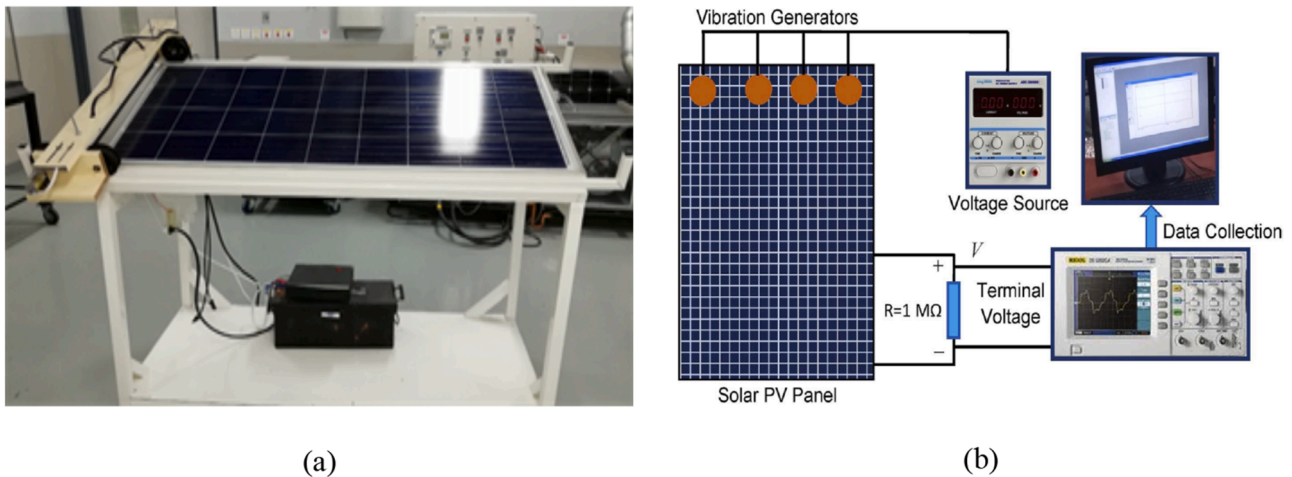 Vibration Generators
Voltage Source
Data Collection
V
+
R=1 MΩ
Terminal
Voltage
−
Solar PV Panel
(a)
(b)